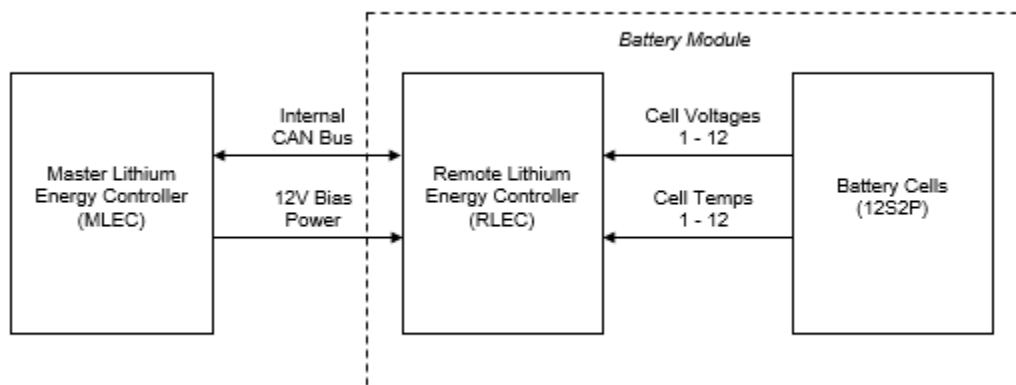 Battery Module
Master Lithium
Energy Controller
(MLEC)
Internal
CAN Bus
12V Bias
Power
Remote Lithium
Energy Controller
(RLEC)
Cell Voltages
1 - 12
Cell Temps
1 - 12
Battery Cells
(12S2P)